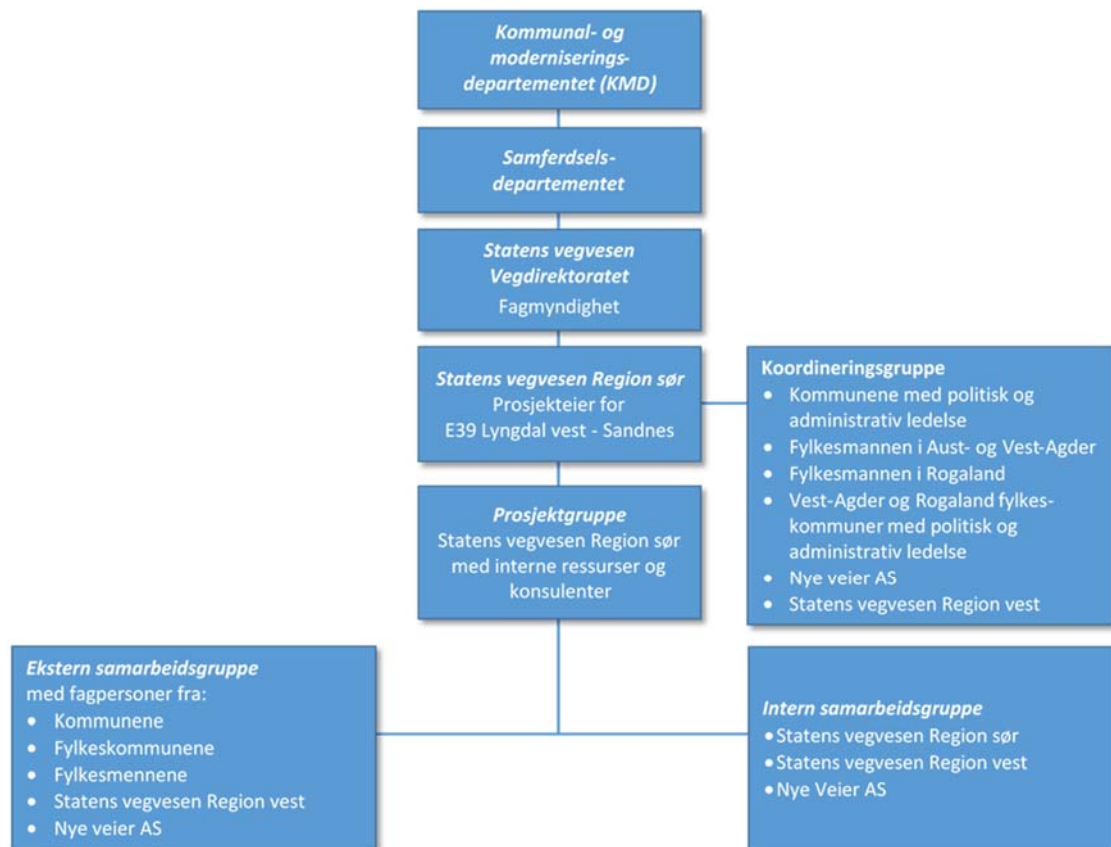 Kommunal- og
moderniserings-
departementet (KMD)
Samferdsels-
departementet
Statens vegvesen
Vegdirektoratet
Fagmyndighet
Statens vegvesen Region sør
Prosjekteier for
E39 Lyngdal vest - Sandnes
Koordineringsgruppe
• Kommunene med politisk og
administrativ ledelse
• Fylkesmannen i Aust- og Vest-Agder
• Fylkesmannen i Rogaland
• Vest-Agder og Rogaland fylkes-
kommuner med politisk og
administrativ ledelse
• Nye veier AS
• Statens vegvesen Region vest
Prosjektgruppe
Statens vegvesen Region sør
med interne ressurser og
konsulenter
Ekstern samarbeidsgruppe
med fagpersoner fra:
• Kommunene
• Fylkeskommunene
• Fylkesmennene
• Statens vegvesen Region vest
• Nye veier AS
Intern samarbeidsgruppe
• Statens vegvesen Region sør
• Statens vegvesen Region vest
• Nye Veier AS